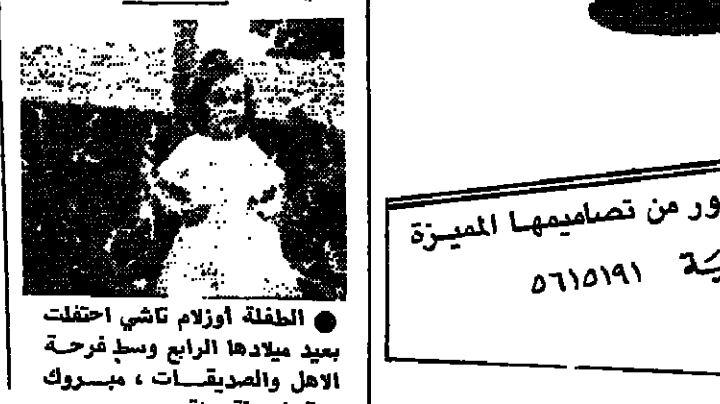 ● الطفلة أوزلام تاشي احتفلت
بعيد ميلادها الرابع وسط فرحة
الاهل والصديقات ، مبروك
ور من تصاميمها المميزة
٥٦١٥١٩١